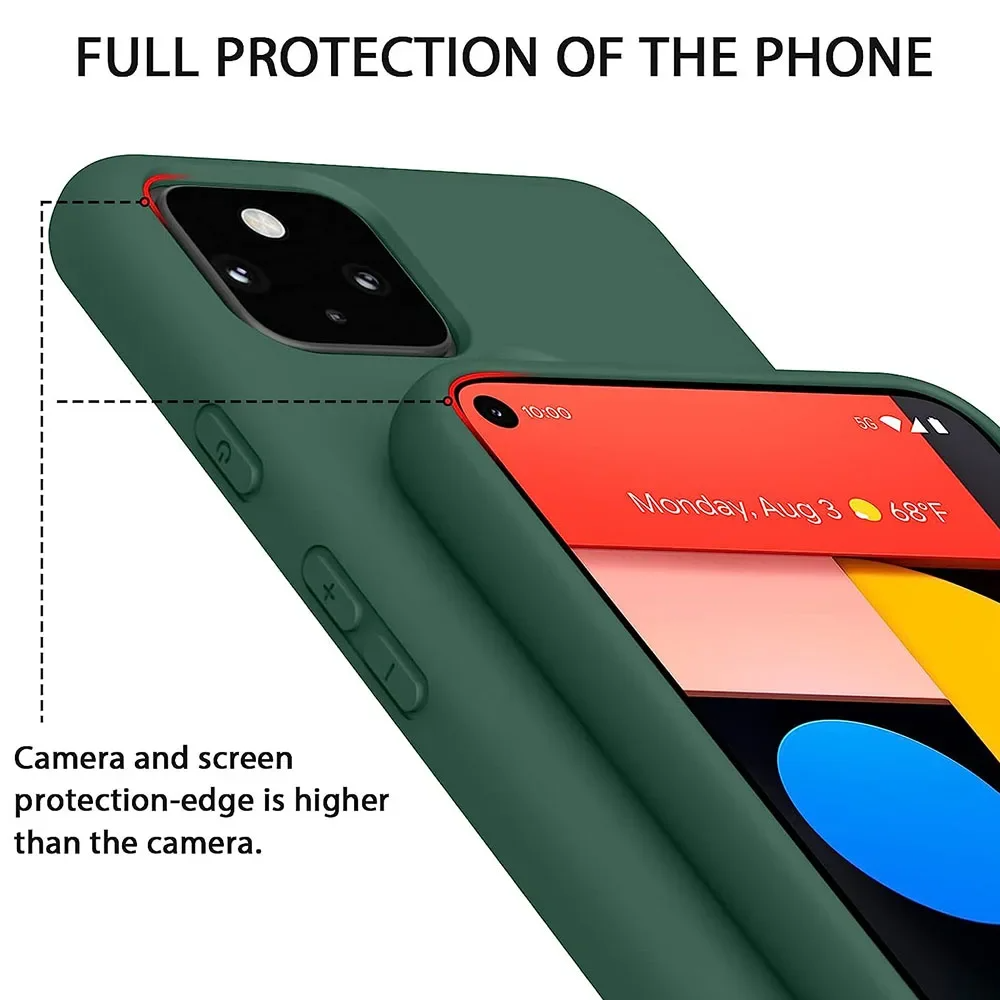 FULL PROTECTION OF THE PHONE
10:00
5G
Monday, Aug 3 68°F
+
Camera and screen
protection-edge is higher
than the camera.